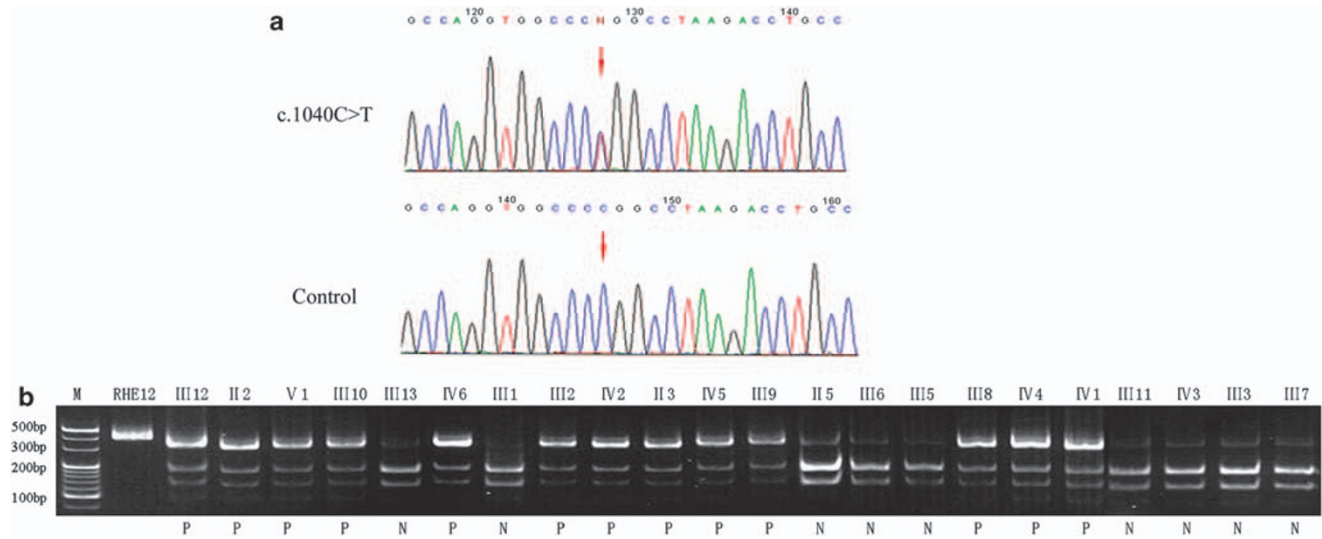 a
120 130 140
G C C A G G T G G C C C N G G C C T A A G A C C T G C C
c.1040C>T
140 150 160
G C C A G G T G G C C C C G G C C T A A G A C C T G C C
Control
b
M RHE12 III12 II2 V1 III10 III13 IV6 III1 III2 IV2 II3 IV5 III9 II5 III6 III5 III8 IV4 IV1 III11 IV3 III3 III7
500bp
300bp
200bp
100bp
P P P P N P N P P P P P N N N P P P N N N N